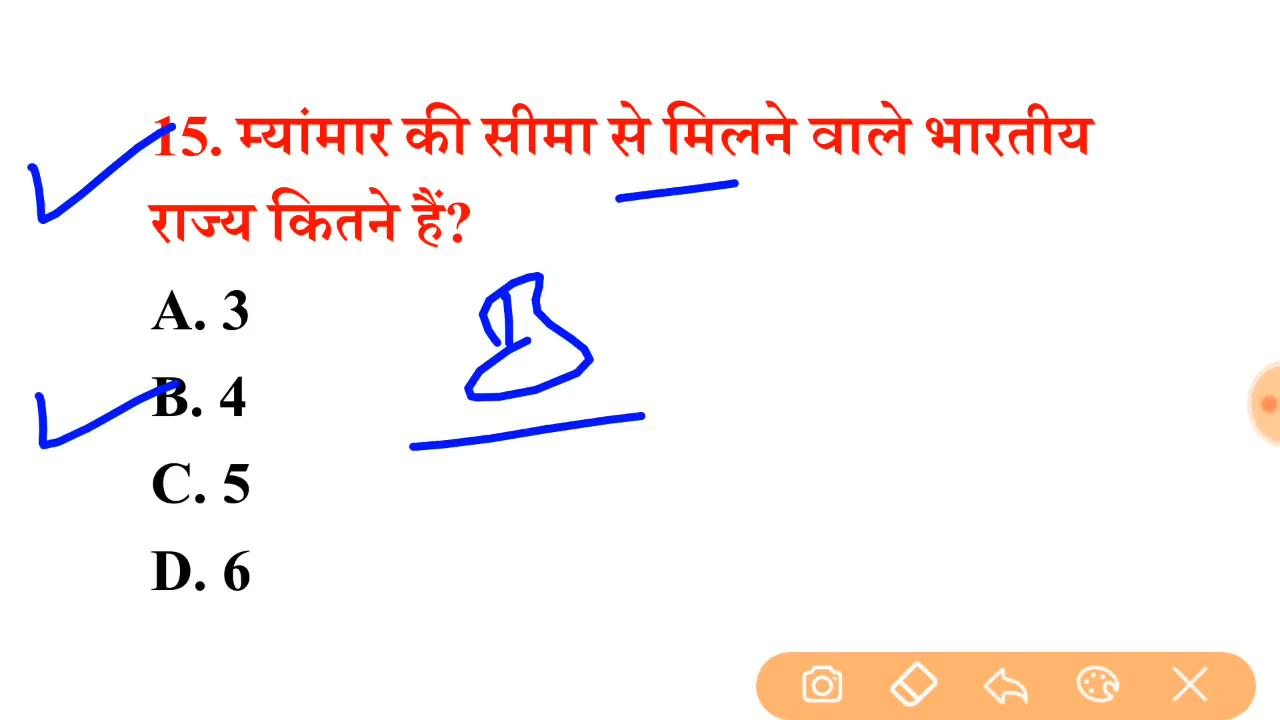 15. म्यांमार की सीमा से मिलने वाले भारतीय
राज्य कितने हैं?
A. 3
B. 4
C. 5
D. 6